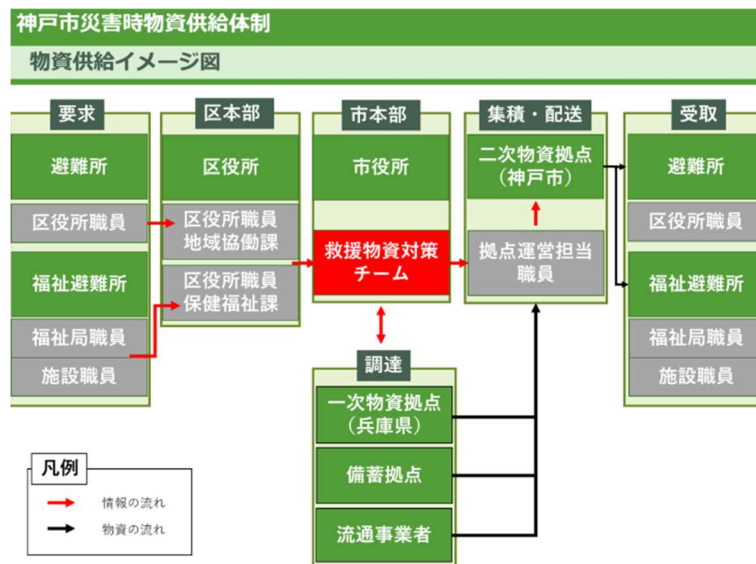 神戸市災害時物資供給体制
物資供給イメージ図
要求
避難所
区役所職員
福祉避難所
福祉局職員
施設職員
区本部
区役所
区役所職員
地域協働課
区役所職員
保健福祉課
市本部
市役所
救援物資対策
チーム
集積・配送
二次物資拠点
（神戸市）
拠点運営担当
職員
受取
避難所
区役所職員
福祉避難所
福祉局職員
施設職員
調達
一次物資拠点
（兵庫県）
備蓄拠点
流通事業者
凡例
情報の流れ
物資の流れ